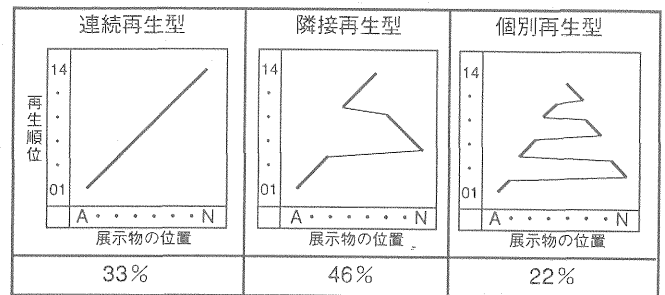 連続再生型
隣接再生型
個別再生型
再生順位
14
・
・
・
・
01
A・・・・・・N
展示物の位置
14
・
・
・
・
01
A・・・・・・N
展示物の位置
14
・
・
・
・
01
A・・・・・・N
展示物の位置
33%
46%
22%